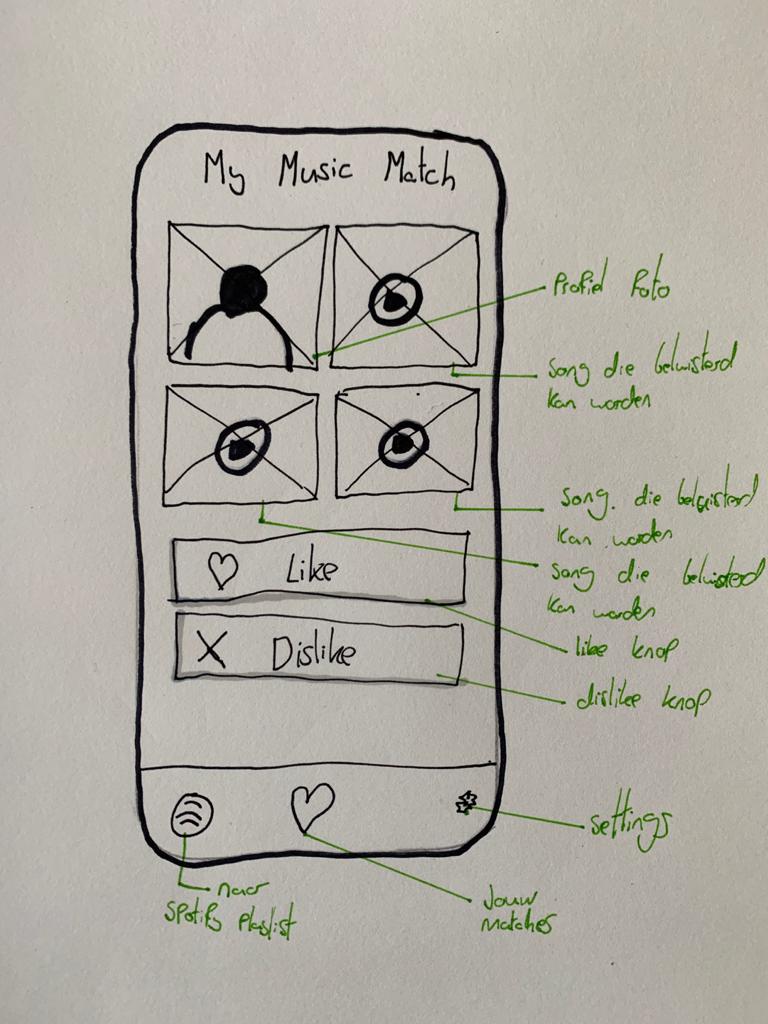 My Music Match
Profiel foto
song die beluisterd
kan worden
song. die beluisterd
kan worden
song die beluisterd
kan worden
Like
like knop
Dislike
dislike knop
settings
naar
Spotify Playlist
Jouw
matches